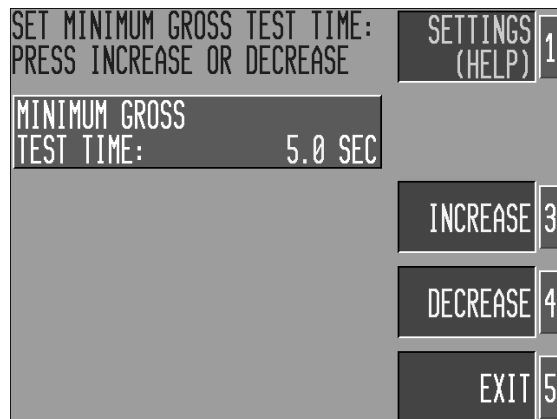 SET MINIMUM GROSS TEST TIME:
PRESS INCREASE OR DECREASE
SETTINGS
(HELP)
1
MINIMUM GROSS
TEST TIME: 5.0 SEC
INCREASE 3
DECREASE 4
EXIT 5